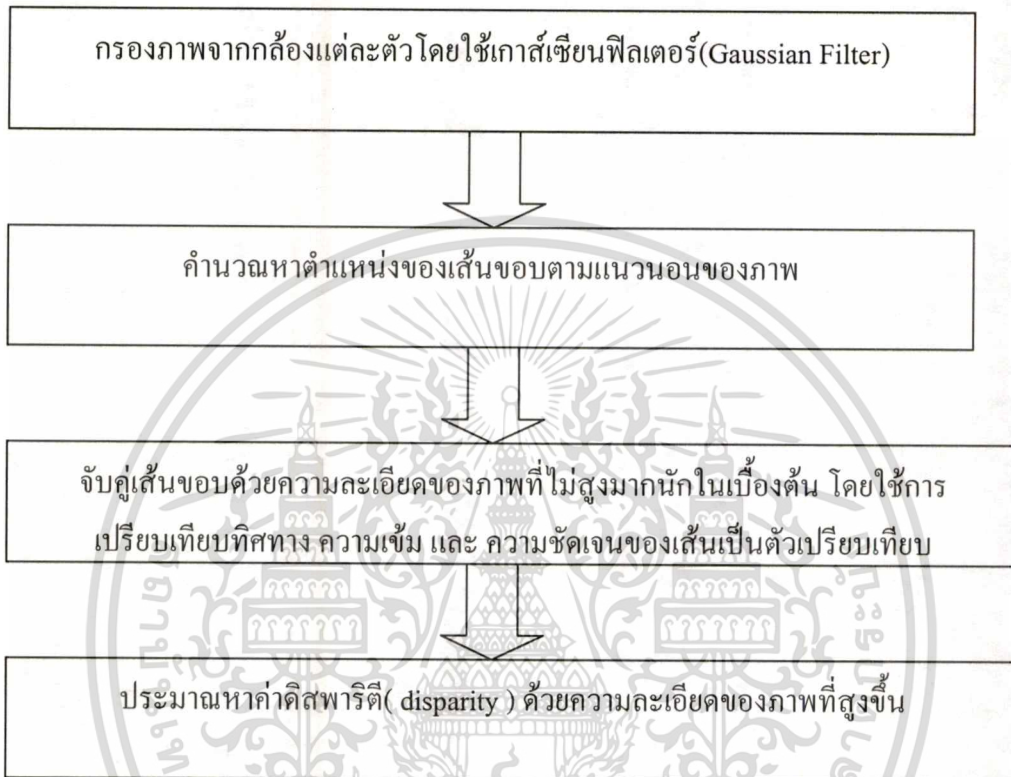 กรองภาพจากกล้องแต่ละตัวโดยใช้เกาส์เซียนฟิลเตอร์(Gaussian Filter)
คำนวณหาตำแหน่งของเส้นขอบตามแนวนอนของภาพ
จับคู่เส้นขอบด้วยความละเอียดของภาพที่ไม่สูงมากนักในเบื้องต้น โดยใช้การ
เปรียบเทียบทิศทาง ความเข้ม และ ความชัดเจนของเส้นเป็นตัวเปรียบเทียบ
ประมาณหาค่าดิสพาริตี( disparity ) ด้วยความละเอียดของภาพที่สูงขึ้น